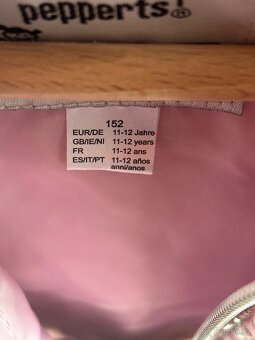 pepperts!
152
EUR/DE 11-12 Jahre
GB/IE/NI 11-12 years
FR 11-12 ans
ES/IT/PT 11-12 años
anni/anos